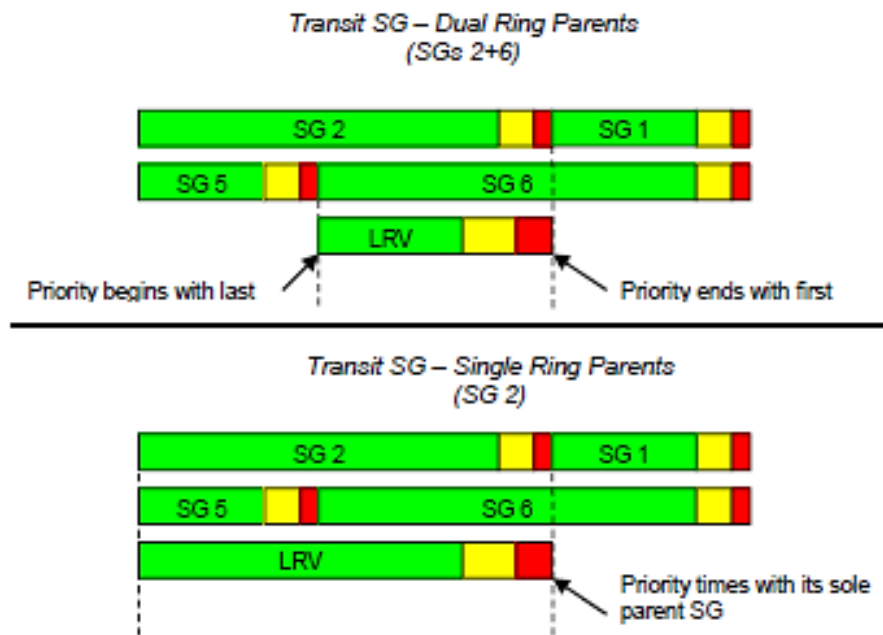 Transit SG – Dual Ring Parents
(SGs 2+6)
SG 2
SG 1
SG 5
SG 6
LRV
Priority begins with last
Priority ends with first
Transit SG – Single Ring Parents
(SG 2)
SG 2
SG 1
SG 5
SG 6
LRV
Priority times with its sole
parent SG